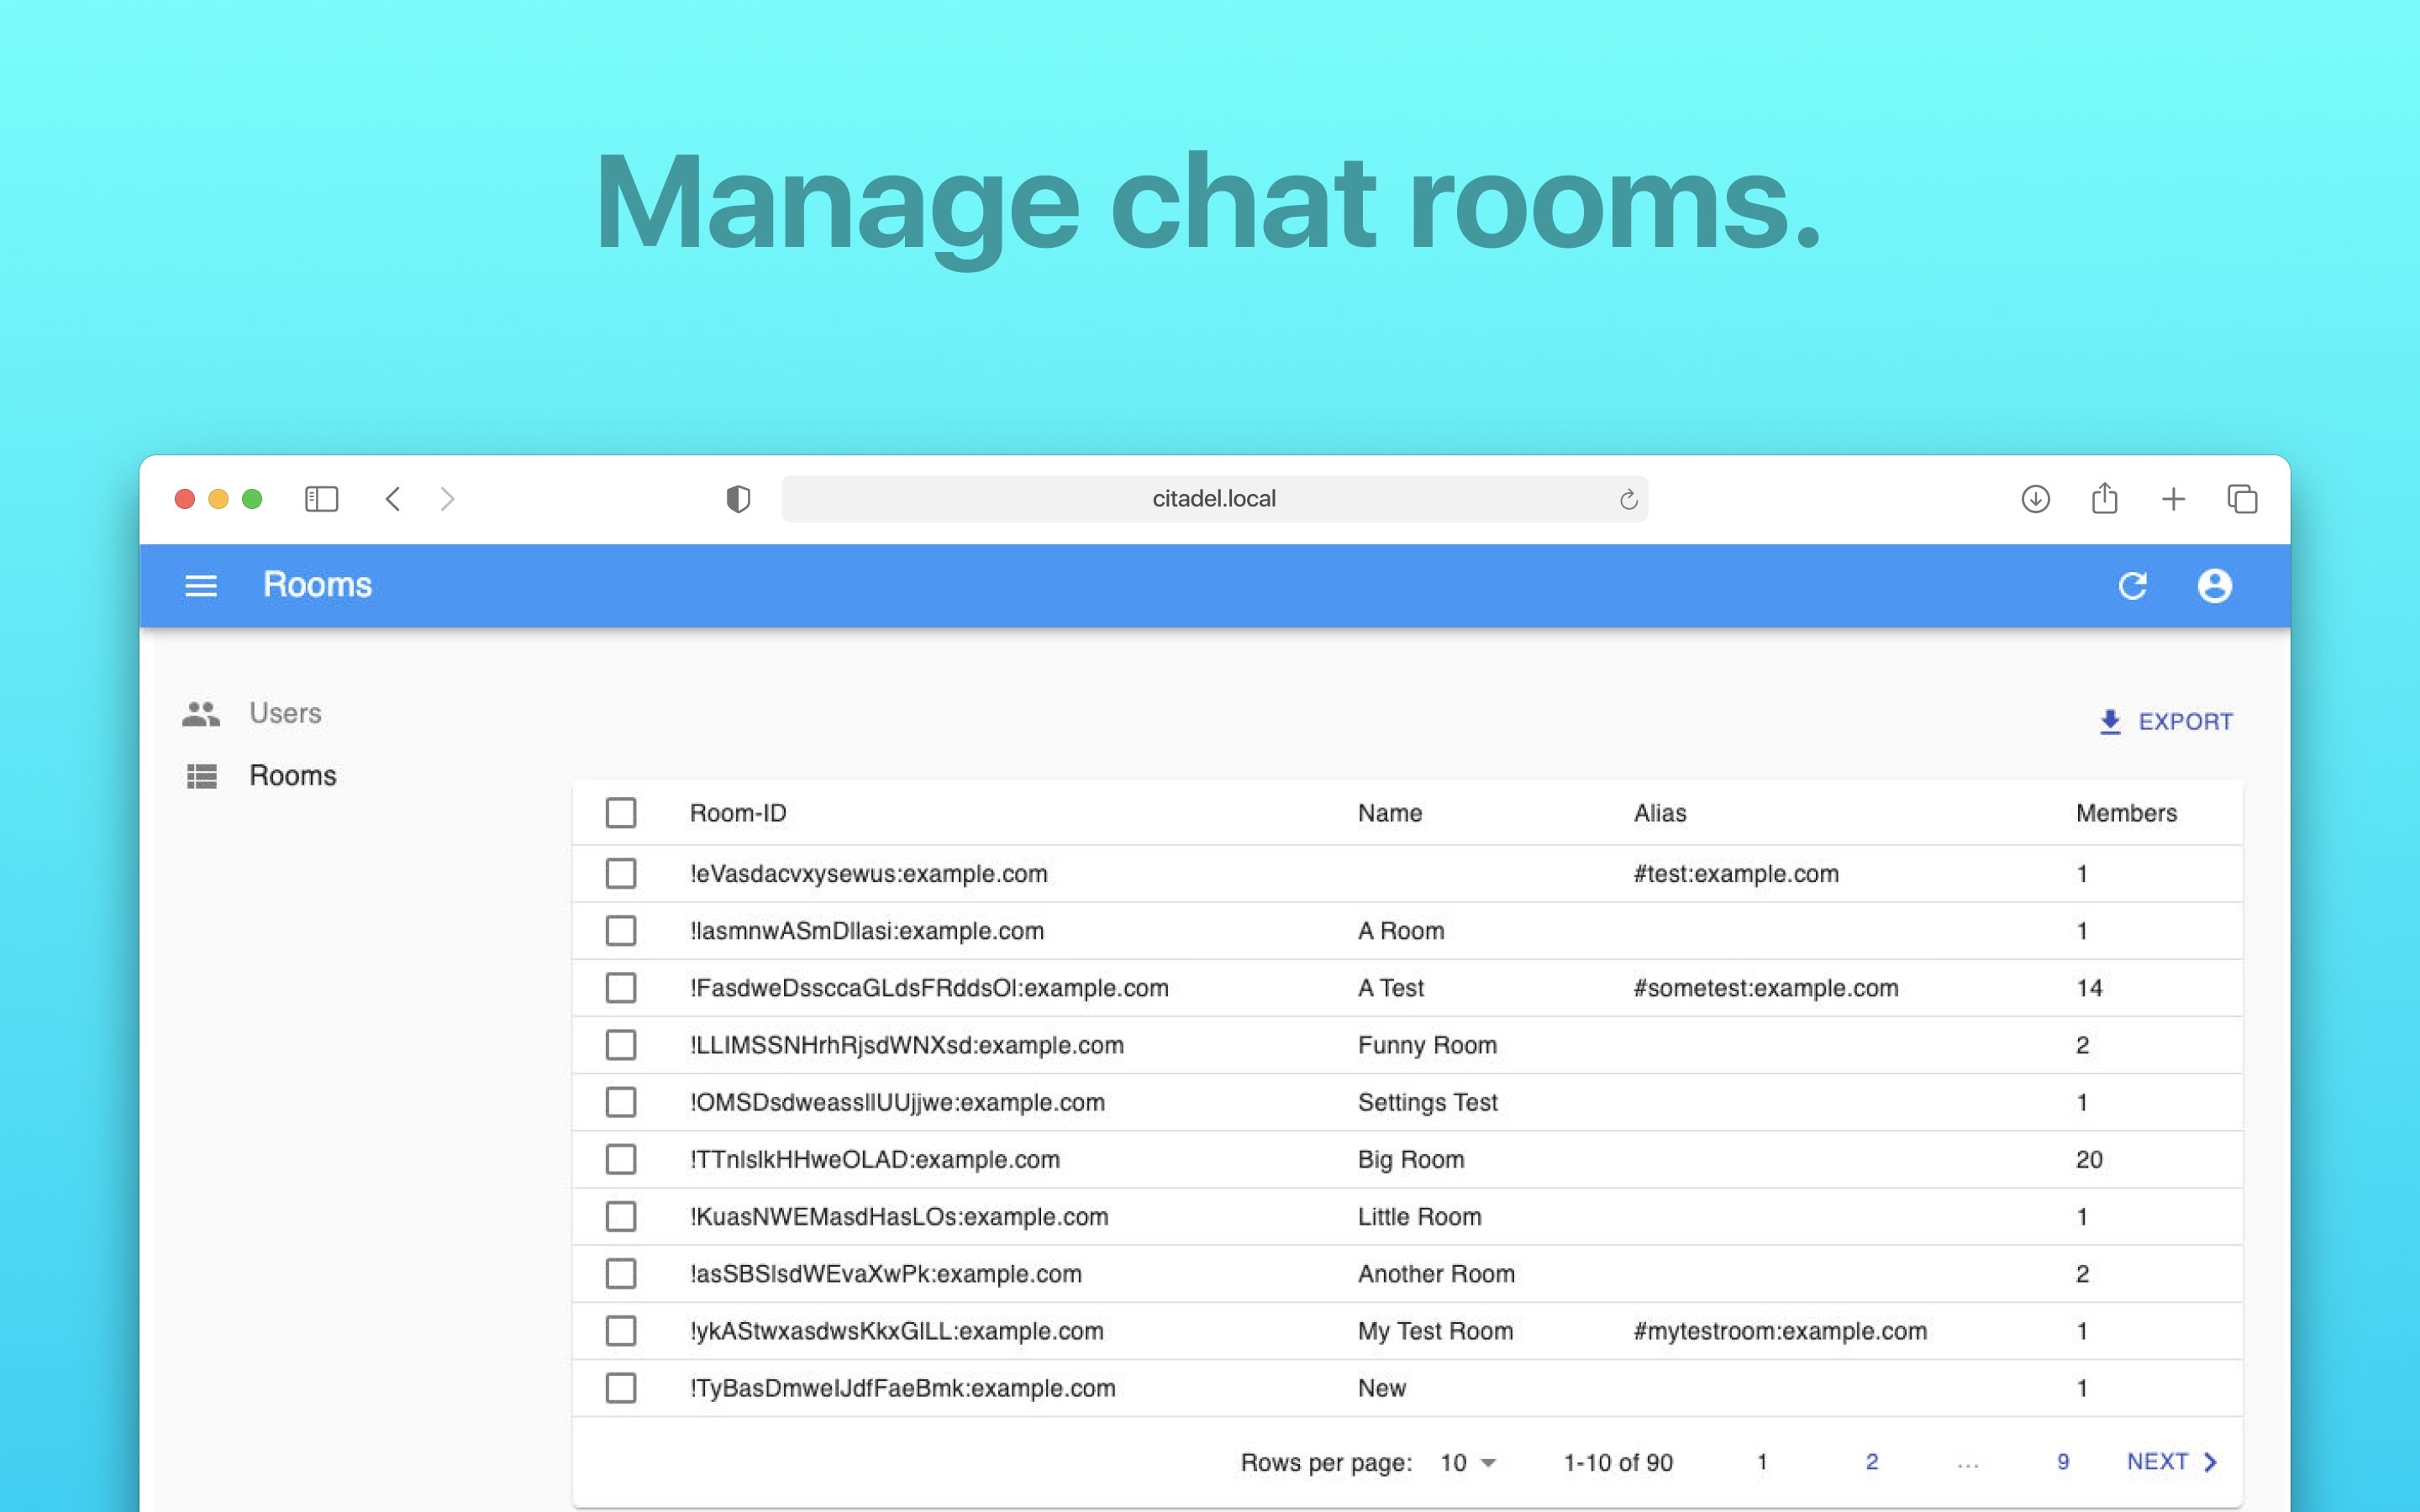 Manage chat rooms.
citadel.local
Rooms
Users
Rooms
EXPORT
Room-ID Name Alias Members
!eVasdacvxysewus:example.com #test:example.com 1
!lasmnwASmDllasi:example.com A Room 1
!FasdweDssccaGLdsFRddsOl:example.com A Test #sometest:example.com 14
!LLIMSSNHrhRjsdWNXsd:example.com Funny Room 2
!OMSDsdweassllUUjjwe:example.com Settings Test 1
!TTnlslkHHweOLAD:example.com Big Room 20
!KuasNWEMasdHasLOs:example.com Little Room 1
!asSBSlsdWEvaXwPk:example.com Another Room 2
!ykAStwxasdwsKkxGlLL:example.com My Test Room #mytestroom:example.com 1
!TyBasDmwelJdfFaeBmk:example.com New 1
Rows per page: 10 1-10 of 90 1 2 ... 9 NEXT